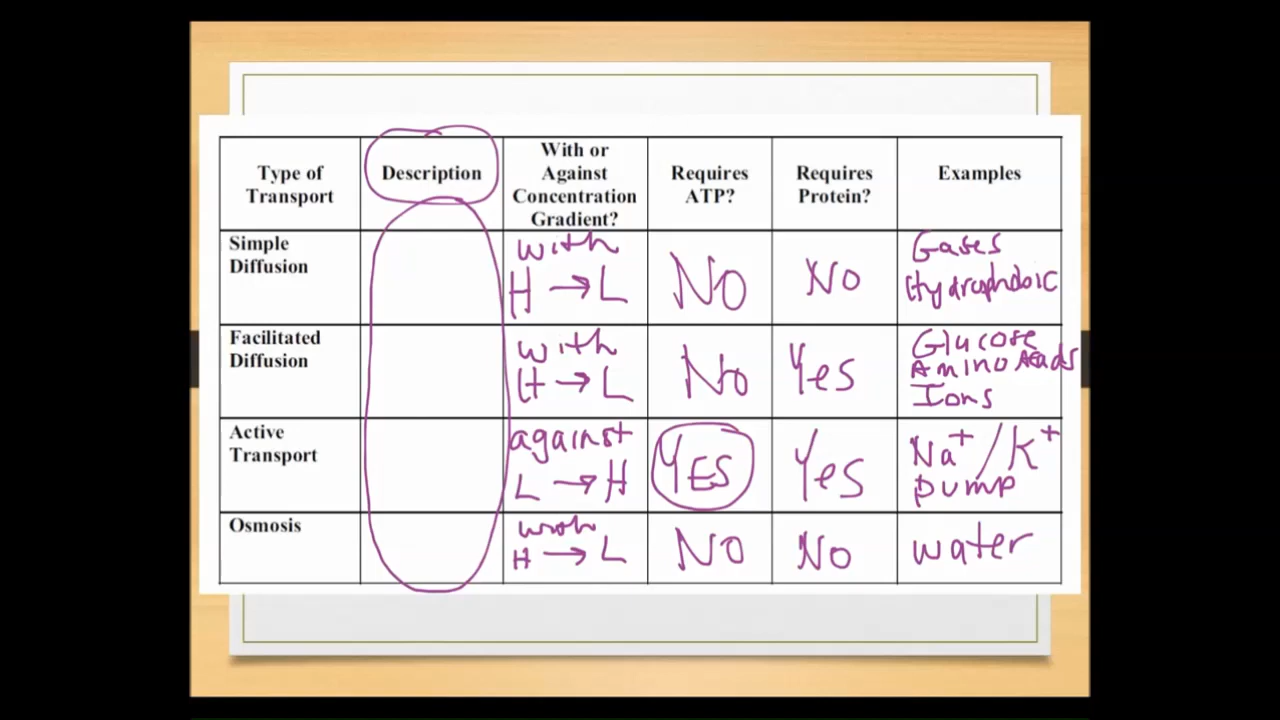 Type of
Transport
Description
With or
Against
Concentration
Gradient?
Requires
ATP?
Requires
Protein?
Examples
Simple
Diffusion
with
H → L
No
No
Gases
Hydrophobic
Facilitated
Diffusion
with
H → L
No
Yes
Glucose
Amino Acids
Ions
Active
Transport
against
L → H
YES
Yes
Na+ / K+
pump
Osmosis
with
H → L
NO
No
water